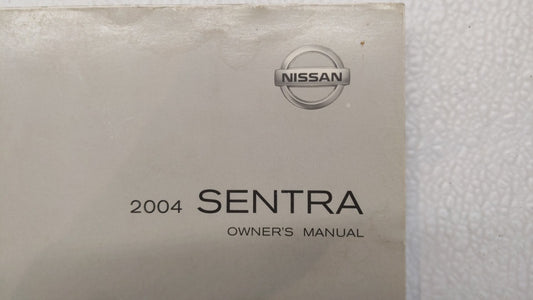 NISSAN
2004 SENTRA
OWNER'S MANUAL